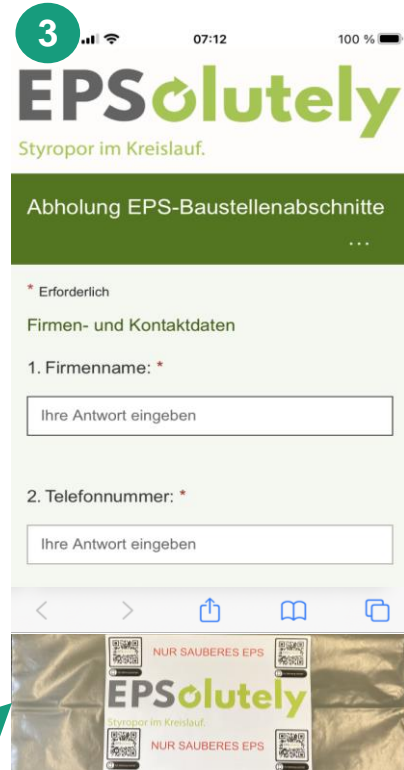 3
07:12
100 %
EPSolutely
Styropor im Kreislauf.
Abholung EPS-Baustellenabschnitte
...
* Erforderlich
Firmen- und Kontaktdaten
1. Firmenname: *
Ihre Antwort eingeben
2. Telefonnummer: *
Ihre Antwort eingeben
NUR SAUBERES EPS
EPSolutely
Styropor im Kreislauf.
NUR SAUBERES EPS